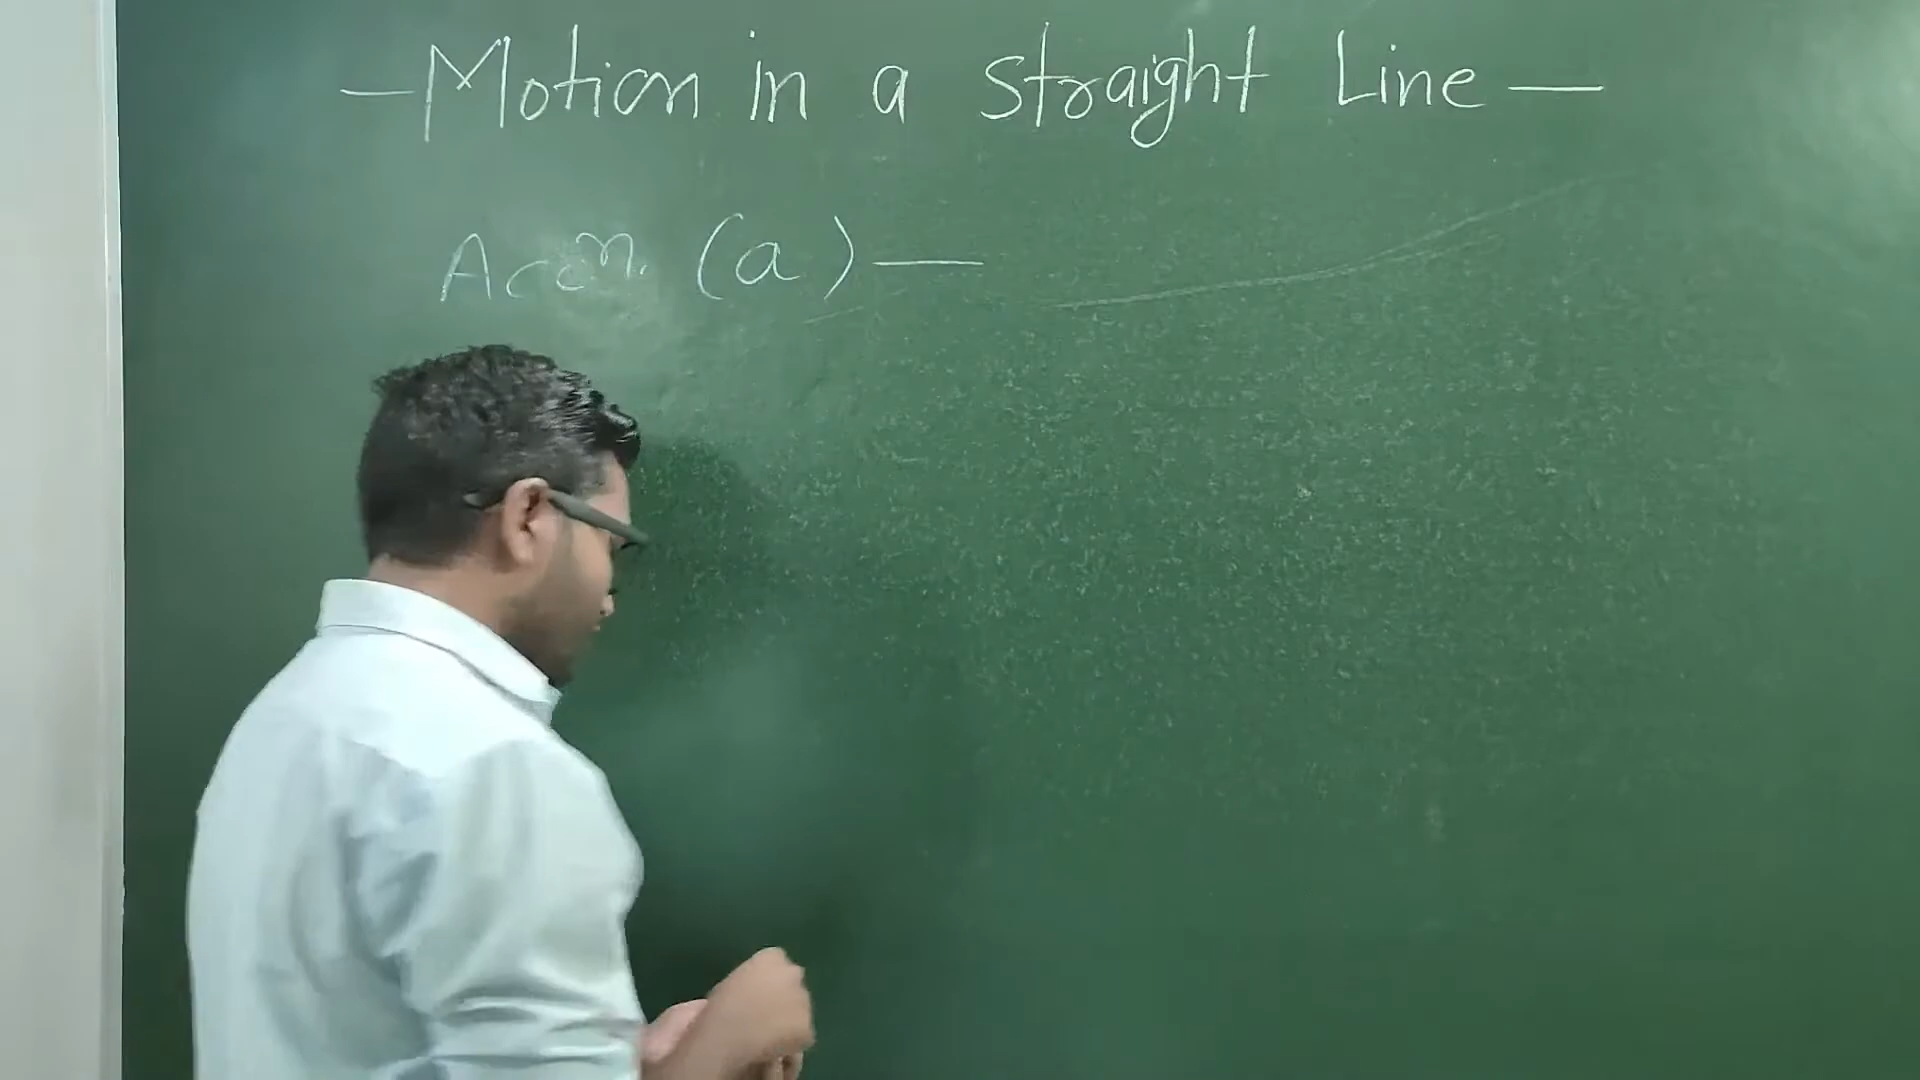 —Motion in a straight Line—
Accⁿ. (a)—